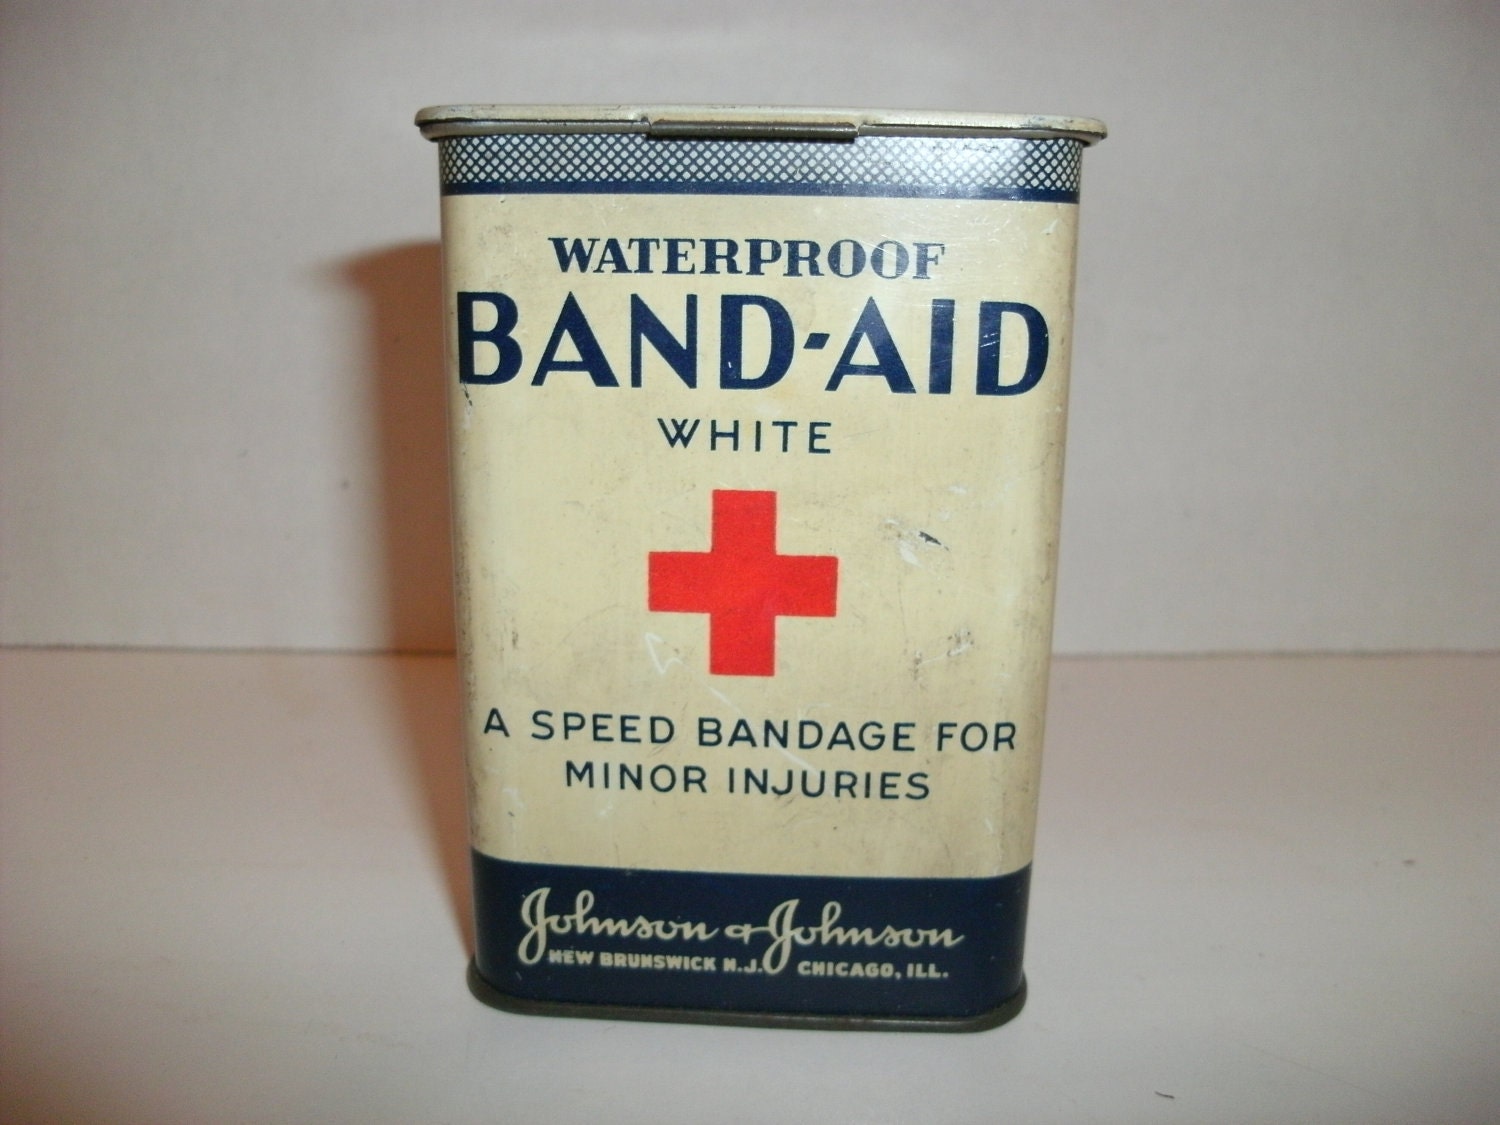 WATERPROOF
BAND-AID
WHITE
A SPEED BANDAGE FOR
MINOR INJURIES
Johnson & Johnson
NEW BRUNSWICK N.J. CHICAGO, ILL.